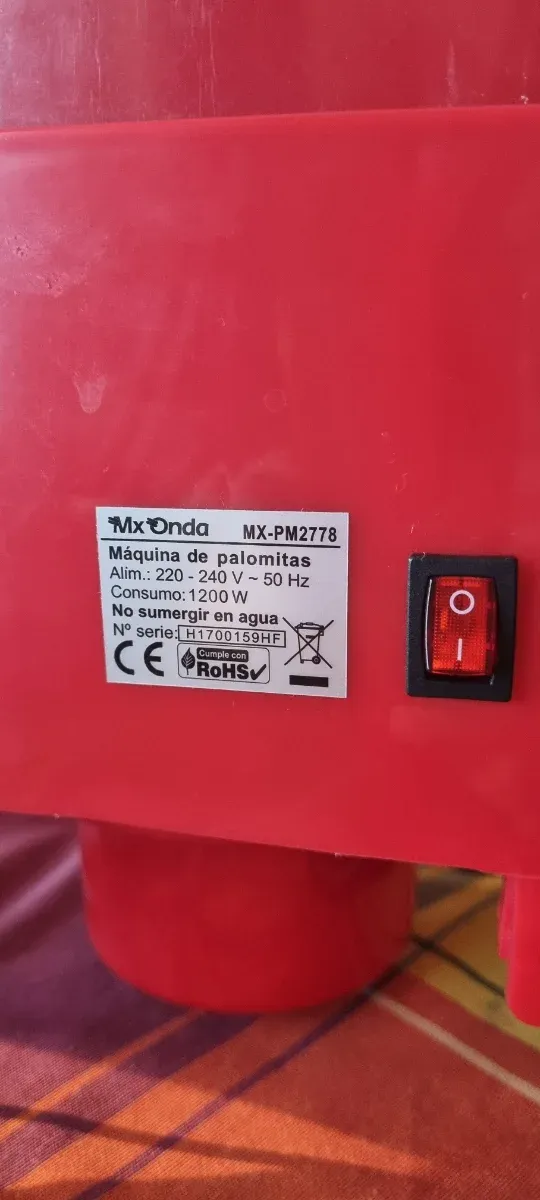 Mx Onda MX-PM2778
Máquina de palomitas
Alim.: 220 - 240 V ~ 50 Hz
Consumo: 1200 W
No sumergir en agua
Nº serie: H1700159HF
CE Cumple con
RoHS
O
I